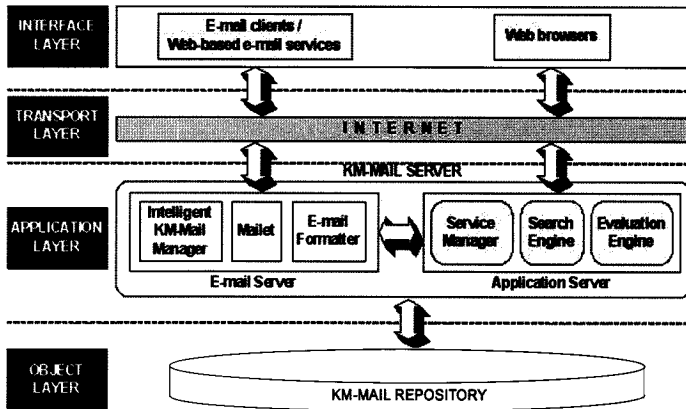 INTERFACE
LAYER
E-mail clients /
Web-based e-mail services
Web browsers
TRANSPORT
LAYER
INTERNET
KM-MAIL SERVER
APPLICATION
LAYER
Intelligent
KM-Mail
Manager
Mailet
E-mail
Formatter
E-mail Server
Service
Manager
Search
Engine
Evaluation
Engine
Application Server
OBJECT
LAYER
KM-MAIL REPOSITORY